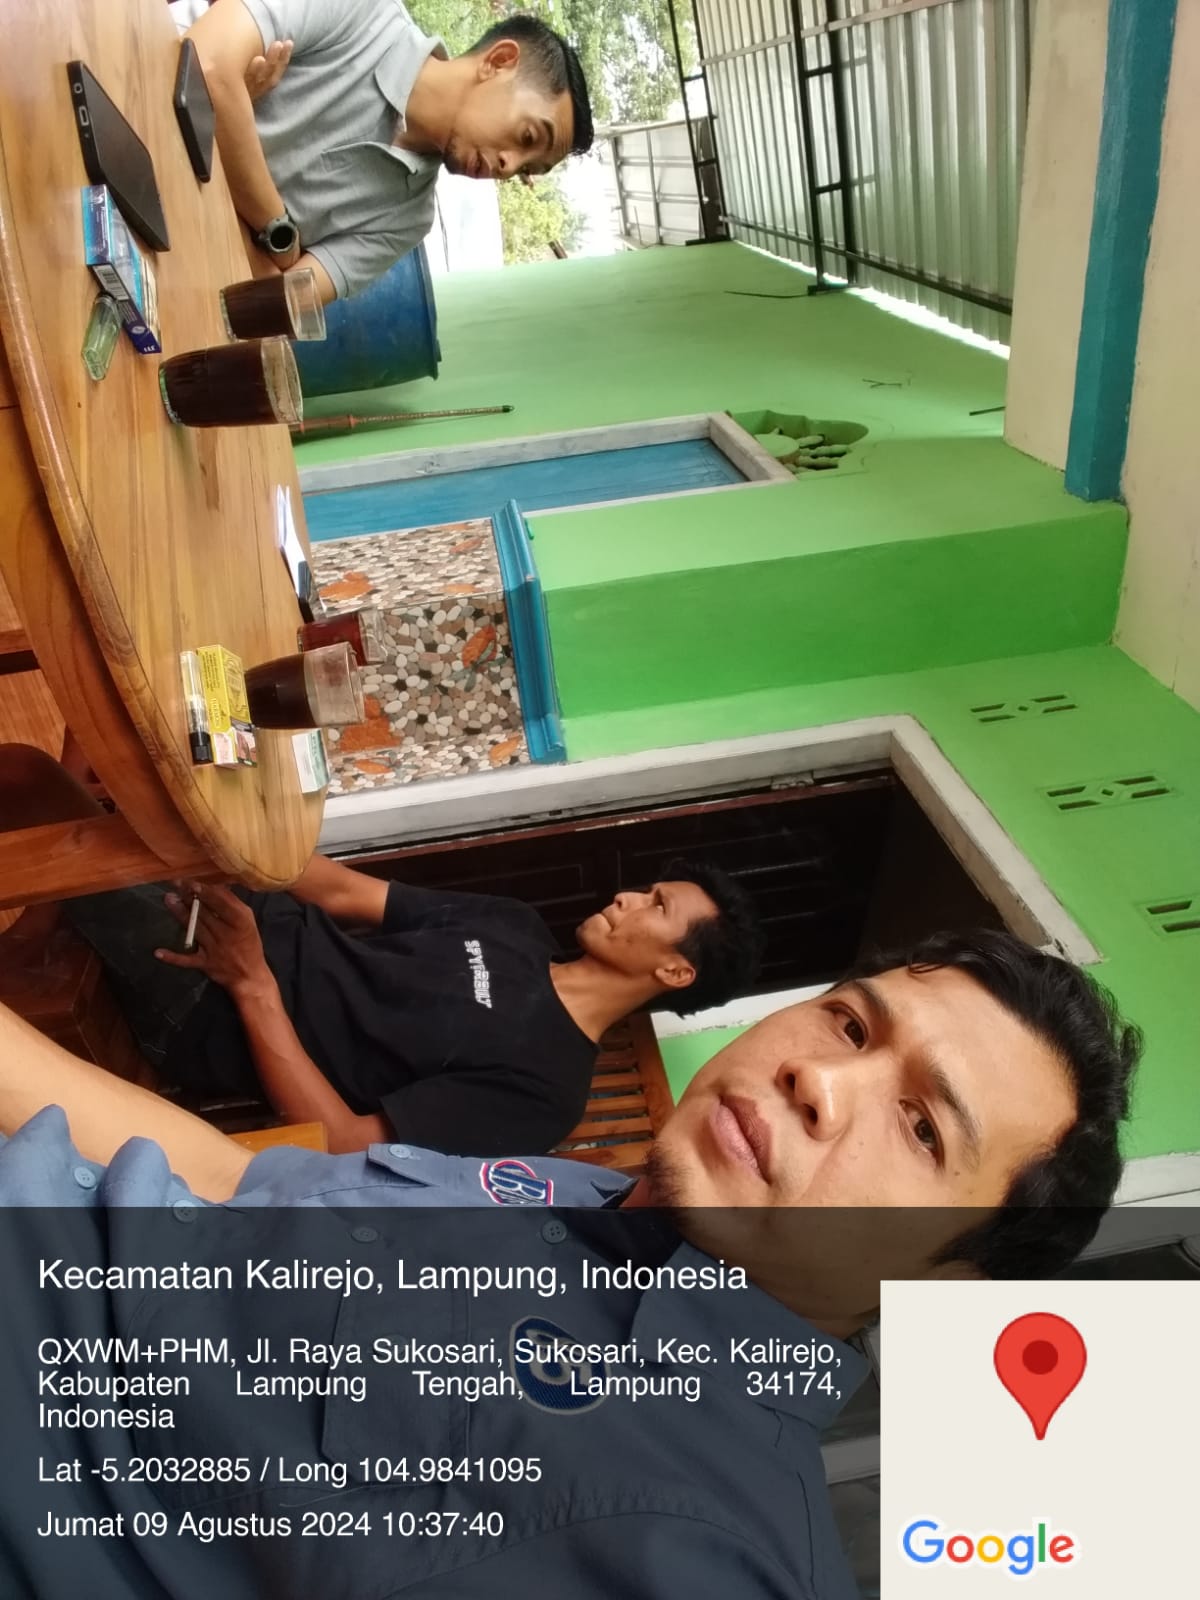 Kecamatan Kalirejo, Lampung, Indonesia
QXWM+PHM, Jl. Raya Sukosari, Sukosari, Kec. Kalirejo,
Kabupaten Lampung Tengah, Lampung 34174,
Indonesia
Lat -5.2032885 / Long 104.9841095
Jumat 09 Agustus 2024 10:37:40
Google
65